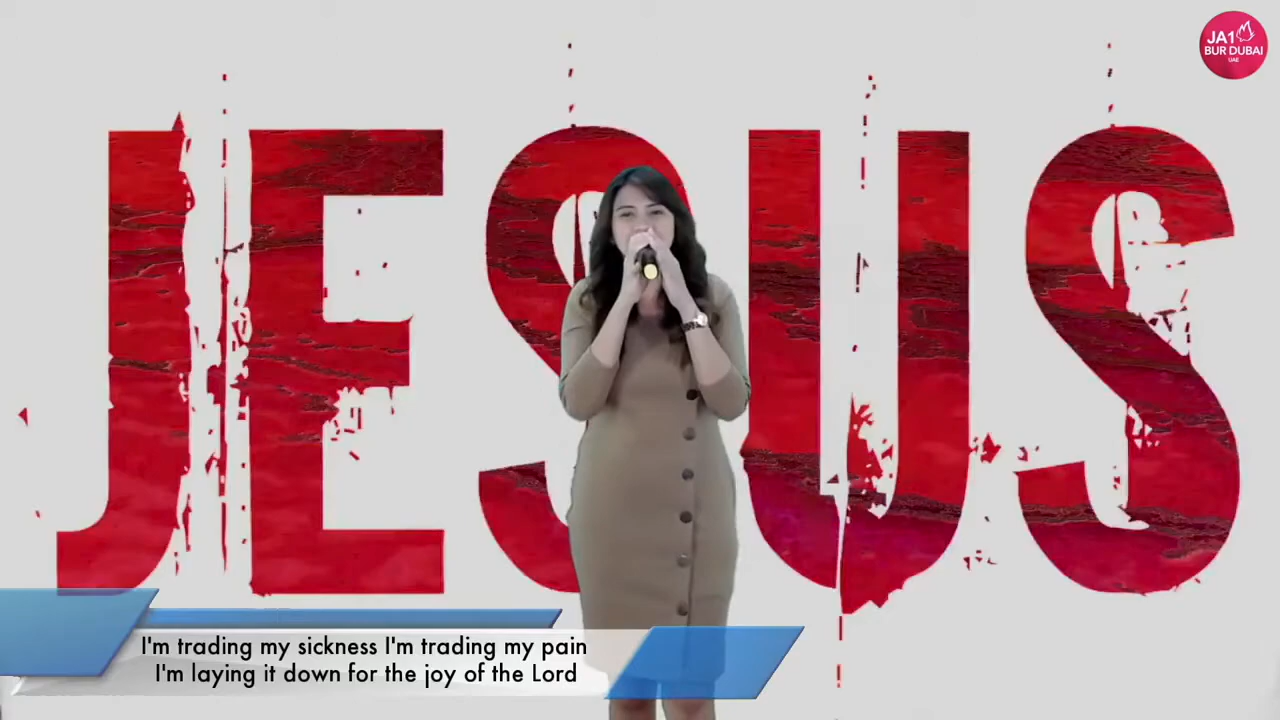 JA1
BUR DUBAI
UAE
JESUS
I'm trading my sickness I'm trading my pain
I'm laying it down for the joy of the Lord